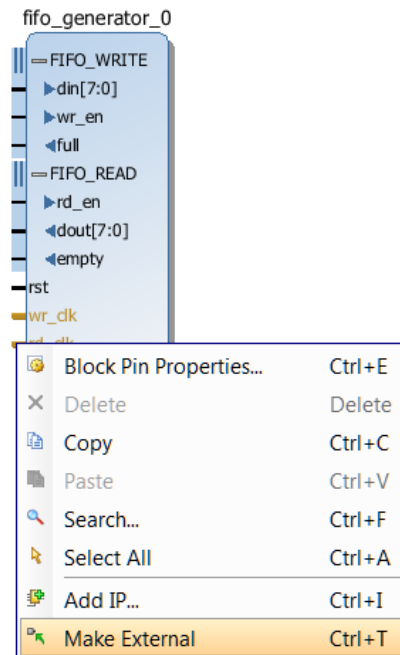 fifo_generator_0
FIFO_WRITE
din[7:0]
wr_en
full
FIFO_READ
rd_en
dout[7:0]
empty
rst
wr_clk
rd_clk
Block Pin Properties... Ctrl+E
Delete Delete
Copy Ctrl+C
Paste Ctrl+V
Search... Ctrl+F
Select All Ctrl+A
Add IP... Ctrl+I
Make External Ctrl+T